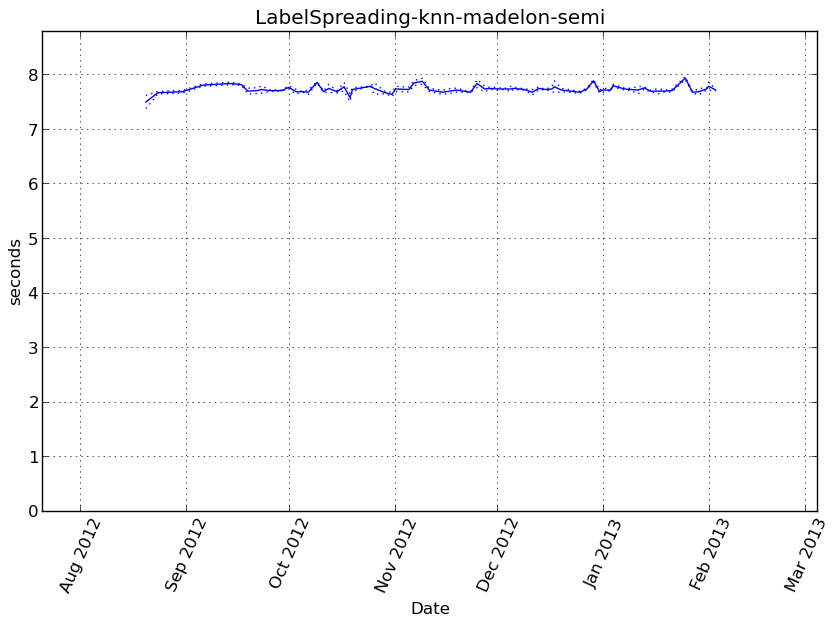 LabelSpreading-knn-madelon-semi
8
7
6
5
4
3
2
1
0
seconds
Aug 2012
Sep 2012
Oct 2012
Nov 2012
Dec 2012
Jan 2013
Feb 2013
Mar 2013
Date